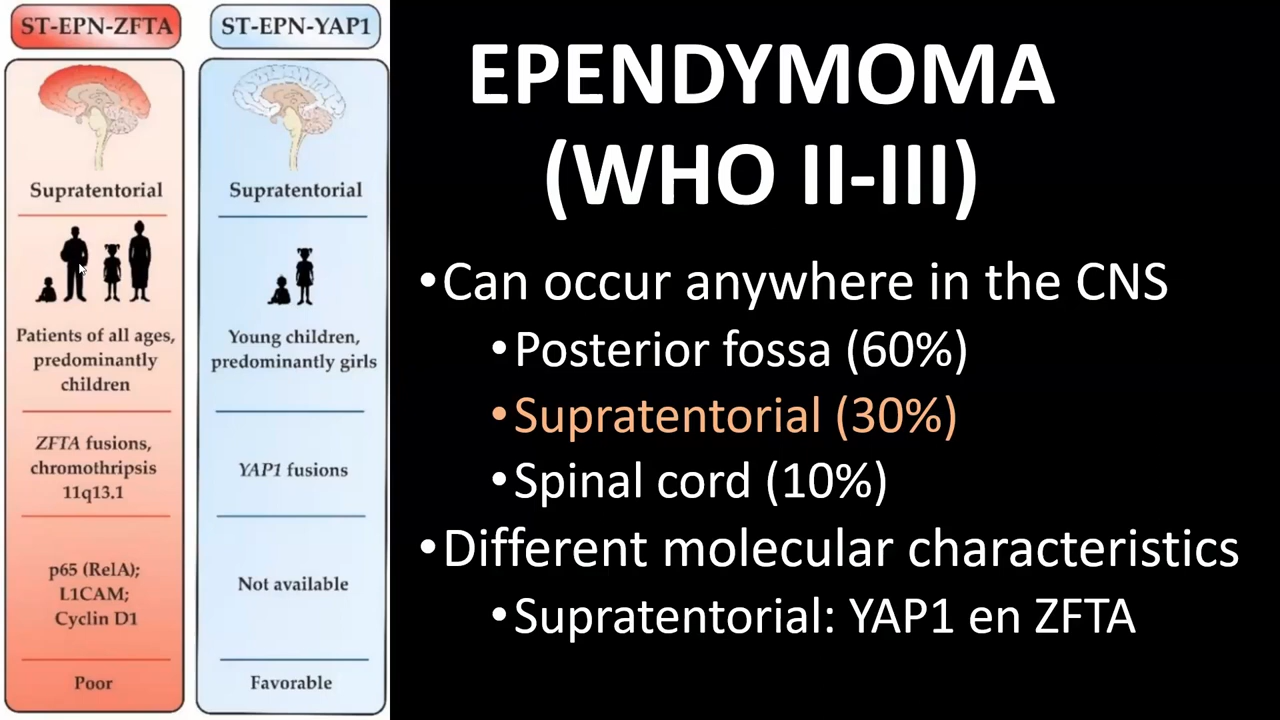 ST-EPN-ZFTA
Supratentorial
Patients of all ages,
predominantly
children
ZFTA fusions,
chromothripsis
11q13.1
p65 (RelA);
L1CAM;
Cyclin D1
Poor
ST-EPN-YAP1
Supratentorial
Young children,
predominantly girls
YAP1 fusions
Not available
Favorable
EPENDYMOMA
(WHO II-III)
•Can occur anywhere in the CNS
•Posterior fossa (60%)
•Supratentorial (30%)
•Spinal cord (10%)
•Different molecular characteristics
•Supratentorial: YAP1 en ZFTA